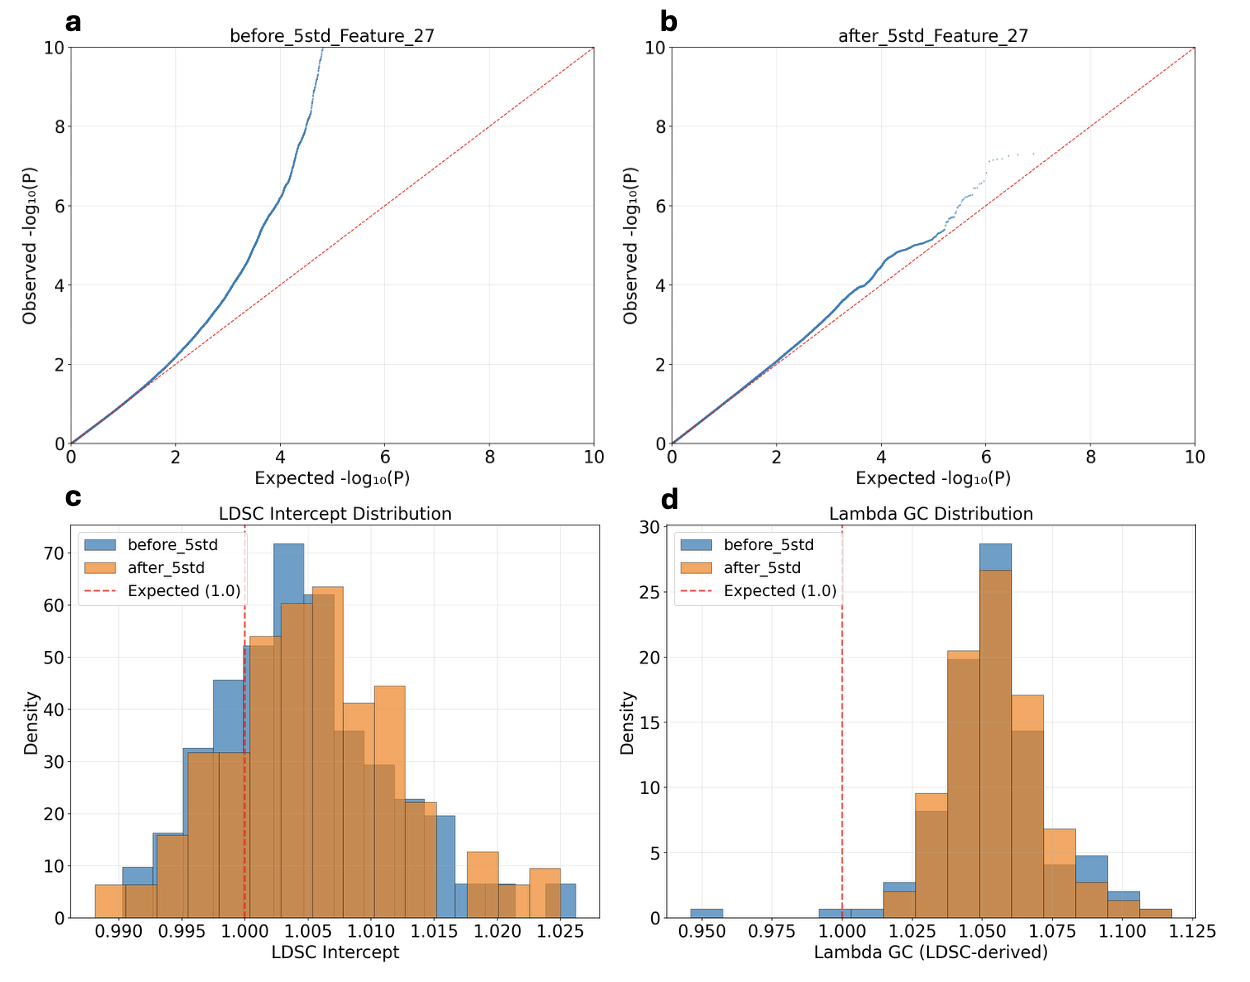 a
before_5std_Feature_27
10
8
6
4
2
0
Observed -log₁₀(P)
0 2 4 6 8 10
Expected -log₁₀(P)
b
after_5std_Feature_27
10
8
6
4
2
0
Observed -log₁₀(P)
0 2 4 6 8 10
Expected -log₁₀(P)
c
LDSC Intercept Distribution
before_5std
after_5std
Expected (1.0)
70
60
50
40
30
20
10
0
Density
0.990 0.995 1.000 1.005 1.010 1.015 1.020 1.025
LDSC Intercept
d
Lambda GC Distribution
before_5std
after_5std
Expected (1.0)
30
25
20
15
10
5
0
Density
0.950 0.975 1.000 1.025 1.050 1.075 1.100 1.125
Lambda GC (LDSC-derived)